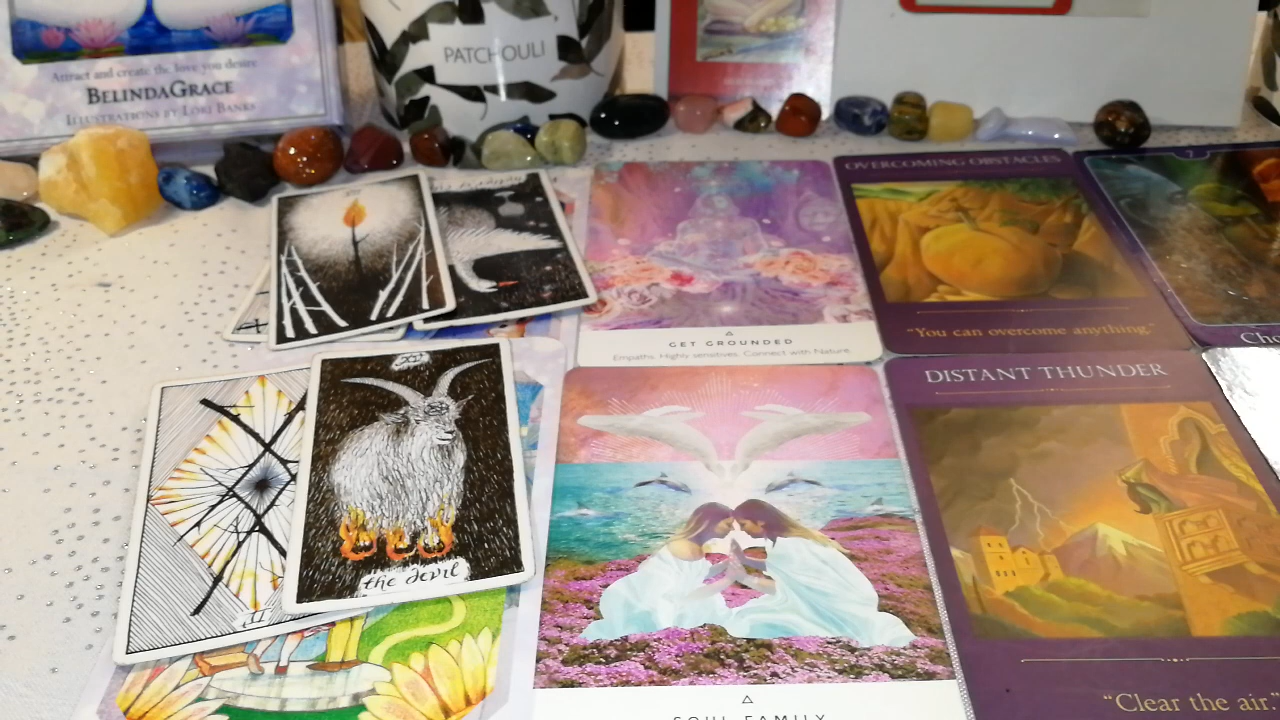 Attract and create the love you desire
BELINDAGRACE
ILLUSTRATIONS BY LORI BANKS
PATCHOULI
OVERCOMING OBSTACLES
"You can overcome anything."
GET GROUNDED
Empaths. Highly sensitives. Connect with Nature.
DISTANT THUNDER
"Clear the air."
the devil
II
SOUL FAMILY